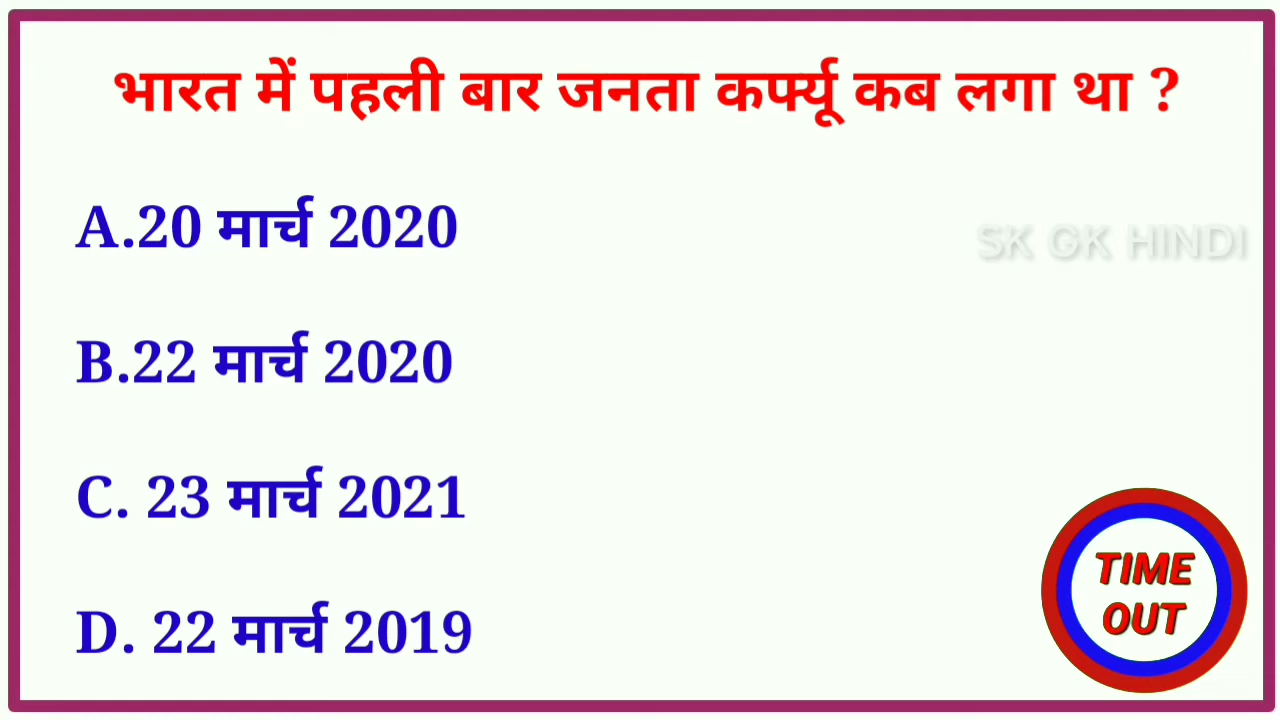 भारत में पहली बार जनता कर्फ्यू कब लगा था ?
A.20 मार्च 2020
SK GK HINDI
B.22 मार्च 2020
C. 23 मार्च 2021
TIME
OUT
D. 22 मार्च 2019